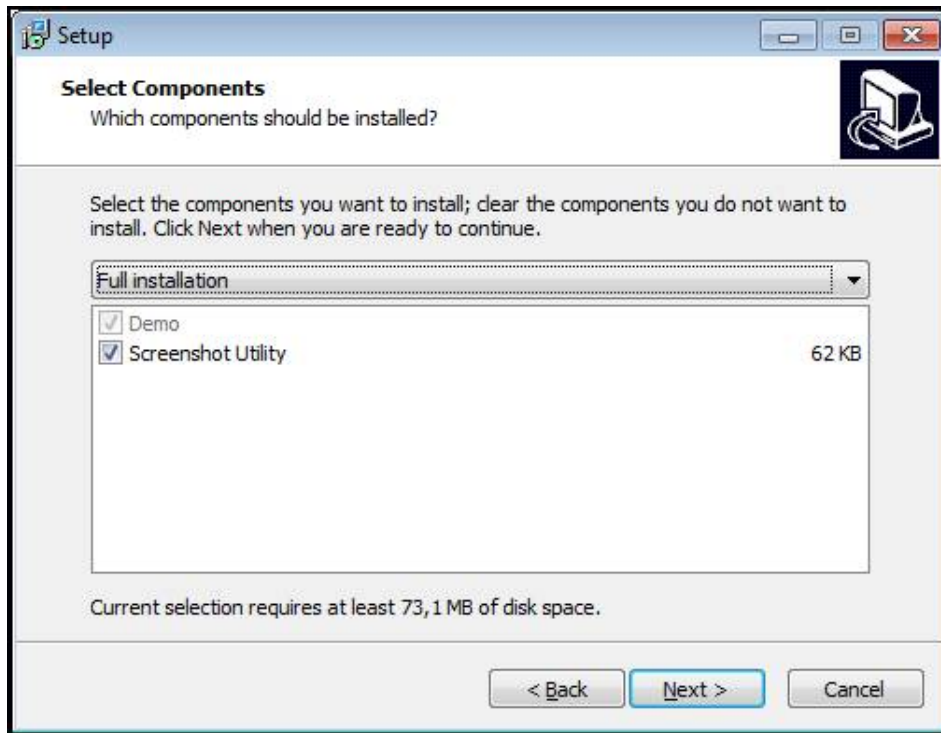 Setup
Select Components
Which components should be installed?
Select the components you want to install; clear the components you do not want to
install. Click Next when you are ready to continue.
Full installation
Demo
Screenshot Utility 62 KB
Current selection requires at least 73,1 MB of disk space.
< Back Next > Cancel